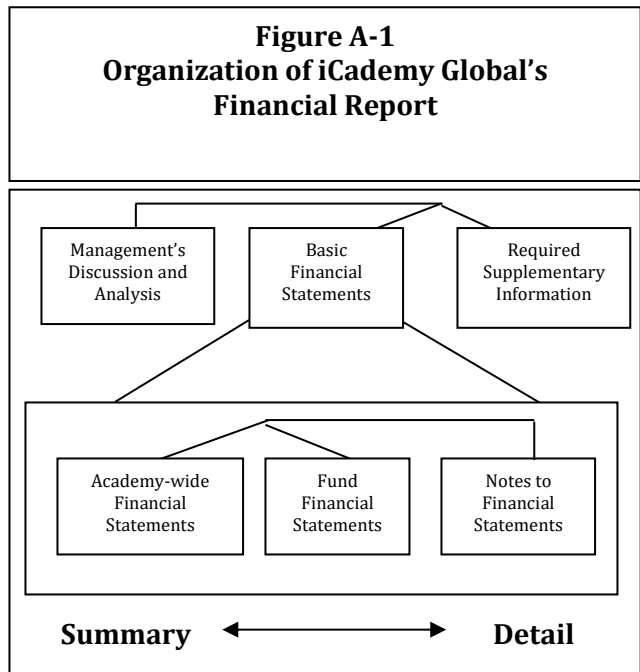 Figure A-1
Organization of iCademy Global’s
Financial Report
Management’s
Discussion and
Analysis
Basic
Financial
Statements
Required
Supplementary
Information
Academy-wide
Financial
Statements
Fund
Financial
Statements
Notes to
Financial
Statements
Summary
Detail